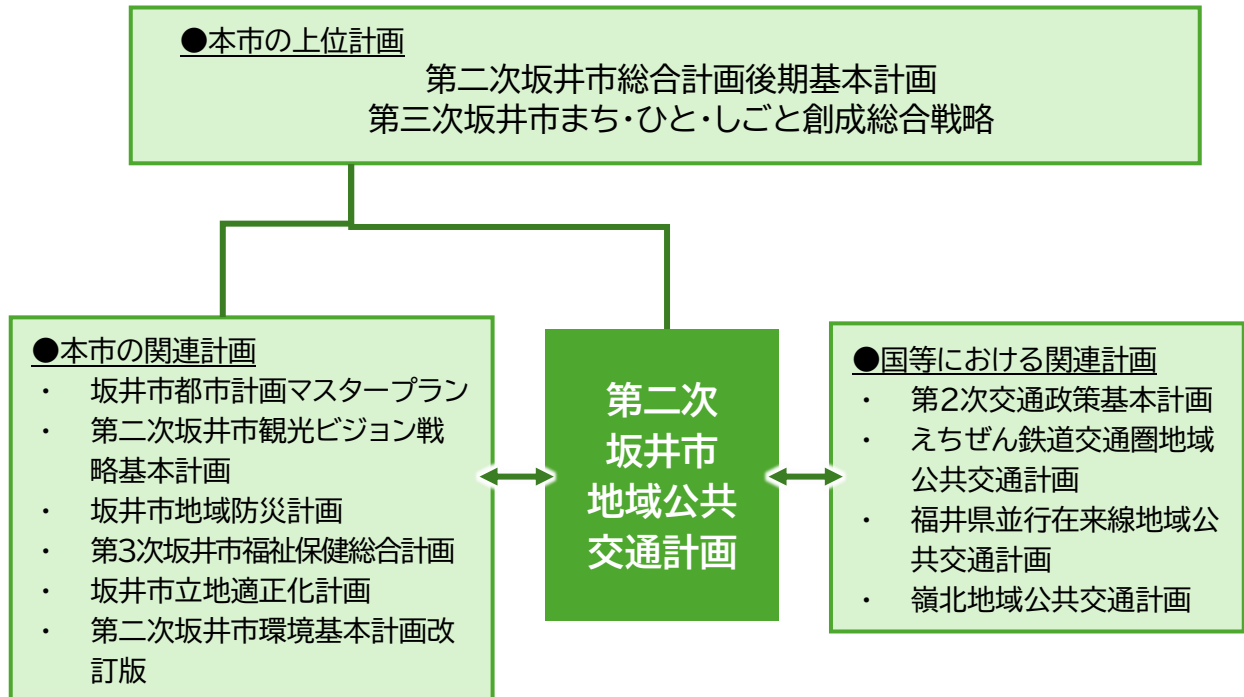 ●本市の上位計画
第二次坂井市総合計画後期基本計画
第三次坂井市まち・ひと・しごと創成総合戦略
●本市の関連計画
・ 坂井市都市計画マスタープラン
・ 第二次坂井市観光ビジョン戦
略基本計画
・ 坂井市地域防災計画
・ 第3次坂井市福祉保健総合計画
・ 坂井市立地適正化計画
・ 第二次坂井市環境基本計画改
訂版
第二次
坂井市
地域公共
交通計画
●国等における関連計画
・ 第2次交通政策基本計画
・ えちぜん鉄道交通圏地域
公共交通計画
・ 福井県並行在来線地域公
共交通計画
・ 嶺北地域公共交通計画